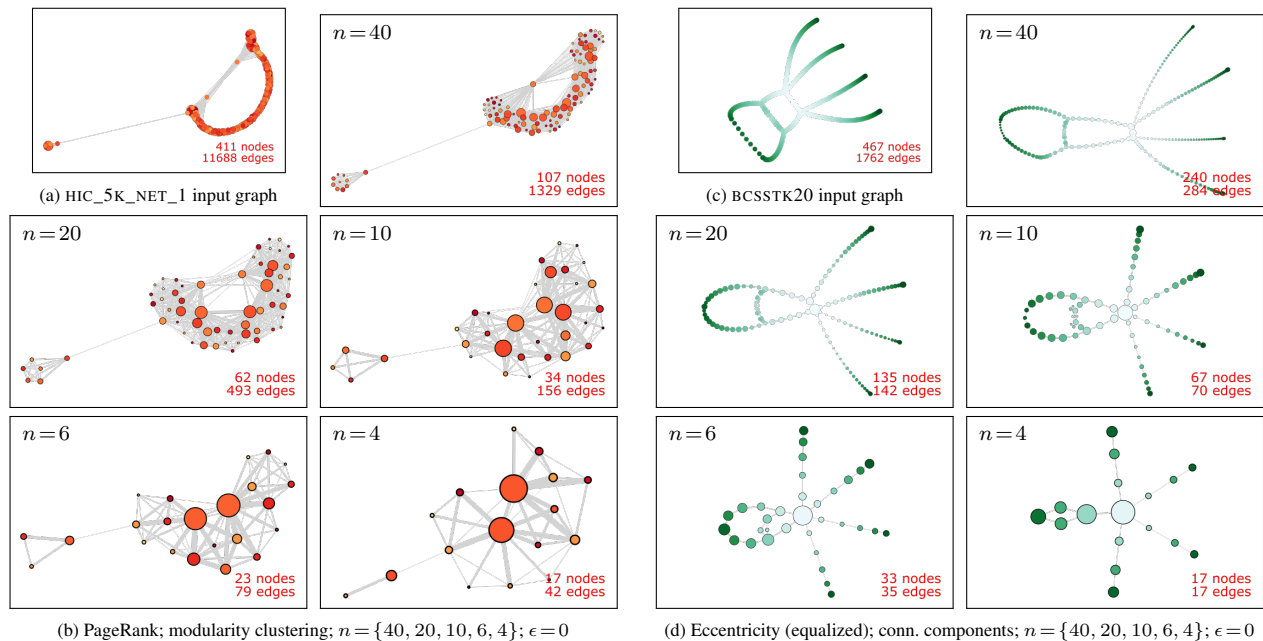 411 nodes
11688 edges
(a) HIC_5K_NET_1 input graph
n=40
107 nodes
1329 edges
n=20
62 nodes
493 edges
n=10
34 nodes
156 edges
n=6
23 nodes
79 edges
n=4
17 nodes
42 edges
(b) PageRank; modularity clustering; n={40, 20, 10, 6, 4}; ϵ=0
467 nodes
1762 edges
(c) BCSSTK20 input graph
n=40
240 nodes
284 edges
n=20
135 nodes
142 edges
n=10
67 nodes
70 edges
n=6
33 nodes
35 edges
n=4
17 nodes
17 edges
(d) Eccentricity (equalized); conn. components; n={40, 20, 10, 6, 4}; ϵ=0